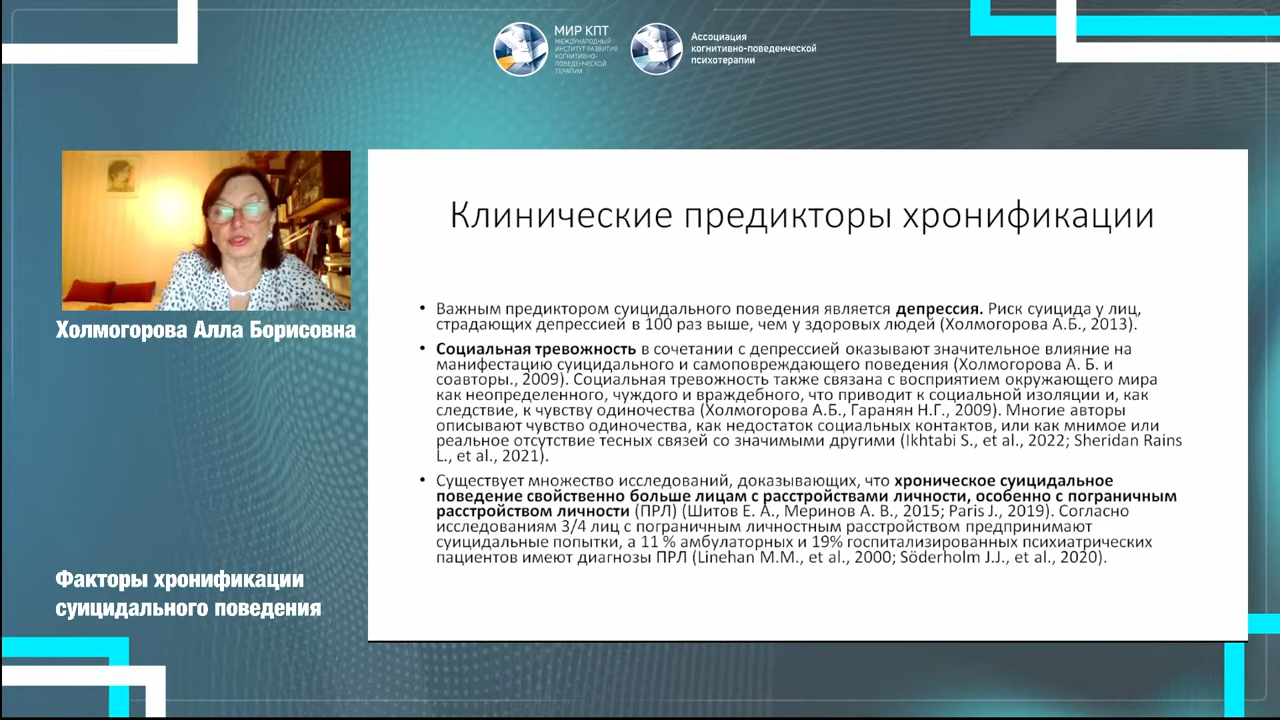 МИР КПТ
МЕЖДУНАРОДНЫЙ
ИНСТИТУТ РАЗВИТИЯ
КОГНИТИВНО-
ПОВЕДЕНЧЕСКОЙ
ТЕРАПИИ
Ассоциация
когнитивно-поведенческой
психотерапии
Холмогорова Алла Борисовна
Факторы хронификации
суицидального поведения
Клинические предикторы хронификации
• Важным предиктором суицидального поведения является депрессия. Риск суицида у лиц,
страдающих депрессией в 100 раз выше, чем у здоровых людей (Холмогорова А.Б., 2013).
• Социальная тревожность в сочетании с депрессией оказывают значительное влияние на
манифестацию суицидального и самоповреждающего поведения (Холмогорова А. Б. и
соавторы., 2009). Социальная тревожность также связана с восприятием окружающего мира
как неопределенного, чуждого и враждебного, что приводит к социальной изоляции и, как
следствие, к чувству одиночества (Холмогорова А.Б., Гаранян Н.Г., 2009). Многие авторы
описывают чувство одиночества, как недостаток социальных контактов, или как мнимое или
реальное отсутствие тесных связей со значимыми другими (Ikhtabi S., et al., 2022; Sheridan Rains
L., et al., 2021).
• Существует множество исследований, доказывающих, что хроническое суицидальное
поведение свойственно больше лицам с расстройствами личности, особенно с пограничным
расстройством личности (ПРЛ) (Шитов Е. А., Меринов А. В., 2015; Paris J., 2019). Согласно
исследованиям 3/4 лиц с пограничным личностным расстройством предпринимают
суицидальные попытки, а 11 % амбулаторных и 19% госпитализированных психиатрических
пациентов имеют диагнозы ПРЛ (Linehan M.M., et al., 2000; Söderholm J.J., et al., 2020).